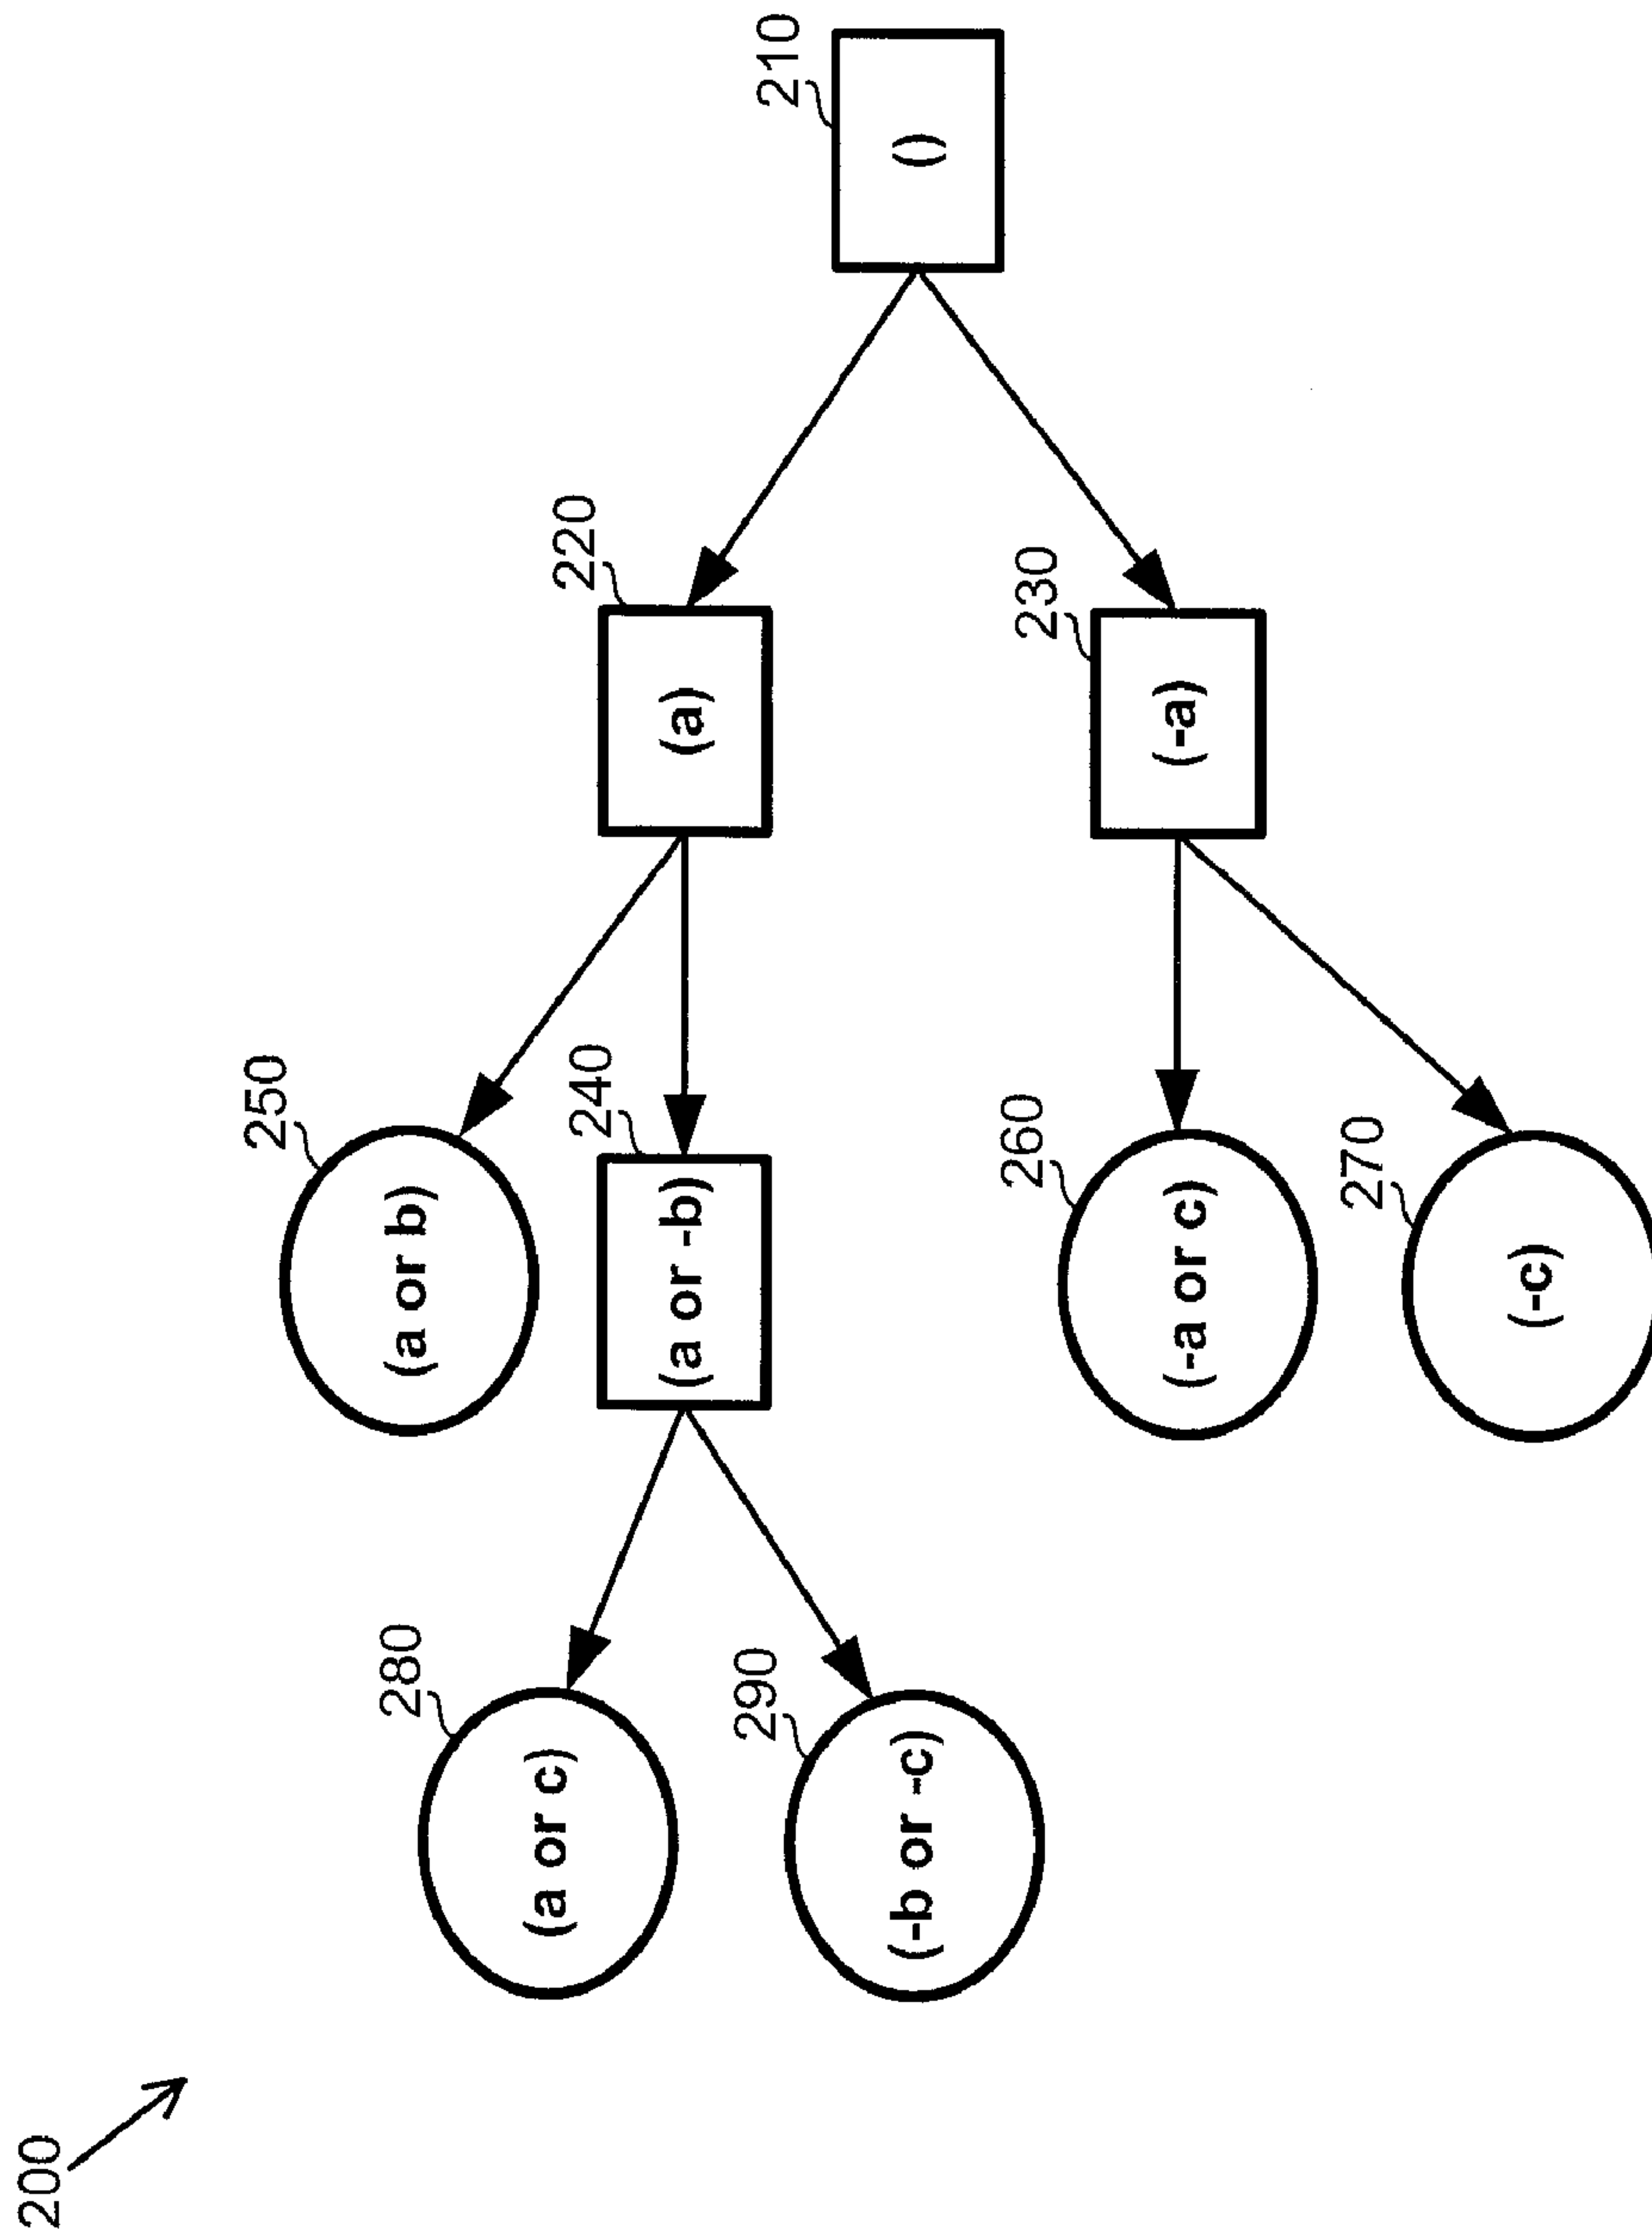 200
250
280
(a or b)
(a or c)
240
220
(a or -b)
(a)
290
210
(-b or -c)
()
260
230
(-a or c)
(-a)
270
(-c)